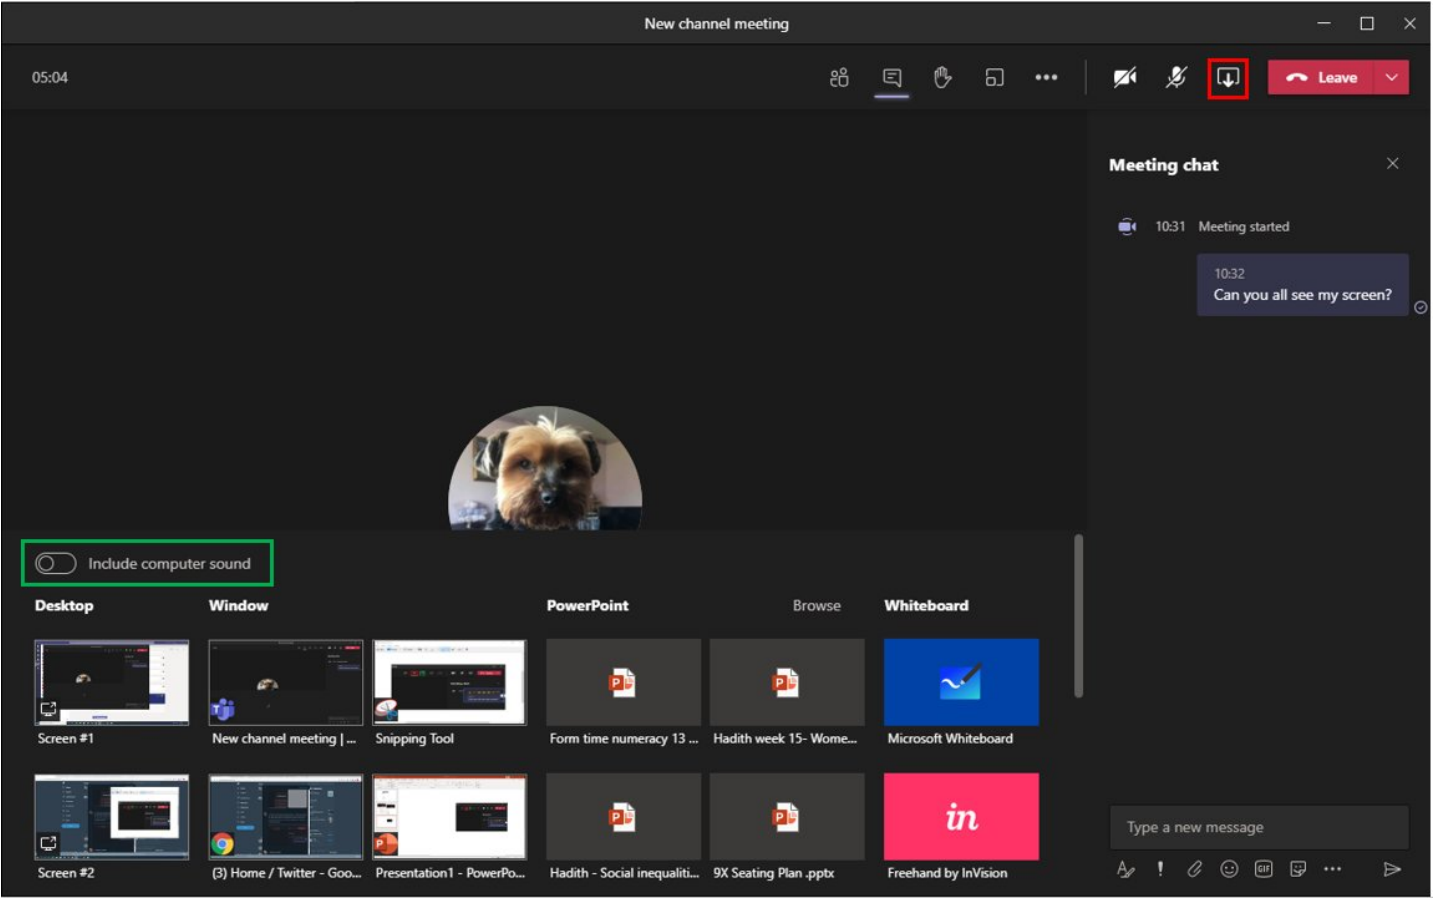 New channel meeting
05:04
Leave
Meeting chat
10:31 Meeting started
10:32
Can you all see my screen?
Include computer sound
Desktop Window PowerPoint Browse Whiteboard
Screen #1 New channel meeting | ... Snipping Tool Form time numeracy 13 ... Hadith week 15- Wome... Microsoft Whiteboard
in
Screen #2 (3) Home / Twitter - Goo... Presentation1 - PowerPo... Hadith - Social inequaliti... 9X Seating Plan .pptx Freehand by InVision
Type a new message
GIF